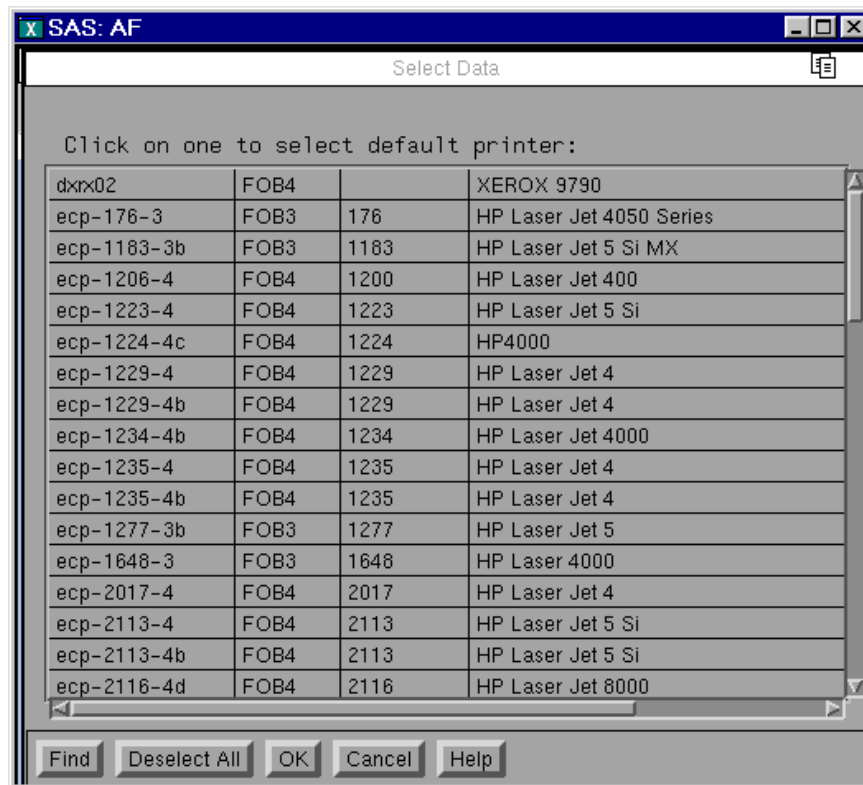 X SAS: AF
Select Data
Click on one to select default printer:
dxrx02 FOB4 XEROX 9790
ecp-176-3 FOB3 176 HP Laser Jet 4050 Series
ecp-1183-3b FOB3 1183 HP Laser Jet 5 Si MX
ecp-1206-4 FOB4 1200 HP Laser Jet 400
ecp-1223-4 FOB4 1223 HP Laser Jet 5 Si
ecp-1224-4c FOB4 1224 HP4000
ecp-1229-4 FOB4 1229 HP Laser Jet 4
ecp-1229-4b FOB4 1229 HP Laser Jet 4
ecp-1234-4b FOB4 1234 HP Laser Jet 4000
ecp-1235-4 FOB4 1235 HP Laser Jet 4
ecp-1235-4b FOB4 1235 HP Laser Jet 4
ecp-1277-3b FOB3 1277 HP Laser Jet 5
ecp-1648-3 FOB3 1648 HP Laser 4000
ecp-2017-4 FOB4 2017 HP Laser Jet 4
ecp-2113-4 FOB4 2113 HP Laser Jet 5 Si
ecp-2113-4b FOB4 2113 HP Laser Jet 5 Si
ecp-2116-4d FOB4 2116 HP Laser Jet 8000
Find Deselect All OK Cancel Help